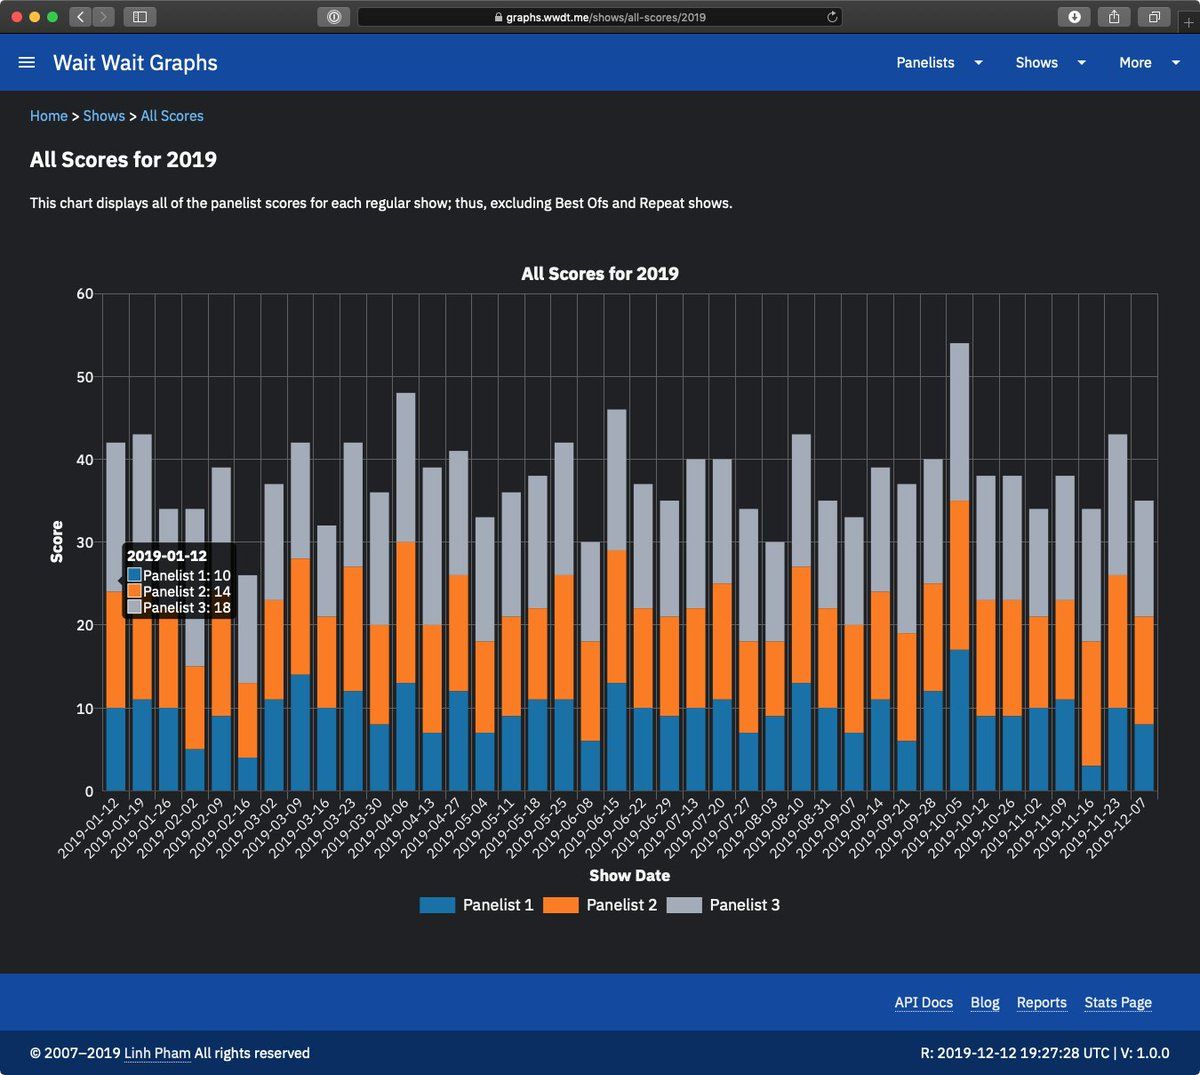 graphs.wwdt.me/shows/all-scores/2019
Wait Wait Graphs
Panelists
Shows
More
Home > Shows > All Scores
All Scores for 2019
This chart displays all of the panelist scores for each regular show; thus, excluding Best Ofs and Repeat shows.
All Scores for 2019
60
50
40
30
20
10
0
Score
2019-01-12
Panelist 1: 10
Panelist 2: 14
Panelist 3: 18
2019-01-12
2019-01-19
2019-01-26
2019-02-02
2019-02-09
2019-02-16
2019-03-02
2019-03-09
2019-03-16
2019-03-23
2019-03-30
2019-04-06
2019-04-13
2019-04-27
2019-05-04
2019-05-11
2019-05-18
2019-05-25
2019-06-08
2019-06-15
2019-06-22
2019-06-29
2019-07-13
2019-07-20
2019-07-27
2019-08-03
2019-08-10
2019-08-31
2019-09-07
2019-09-14
2019-09-21
2019-09-28
2019-10-05
2019-10-12
2019-10-26
2019-11-02
2019-11-09
2019-11-16
2019-11-23
2019-12-07
Show Date
Panelist 1
Panelist 2
Panelist 3
API Docs
Blog
Reports
Stats Page
© 2007–2019 Linh Pham All rights reserved
R: 2019-12-12 19:27:28 UTC | V: 1.0.0